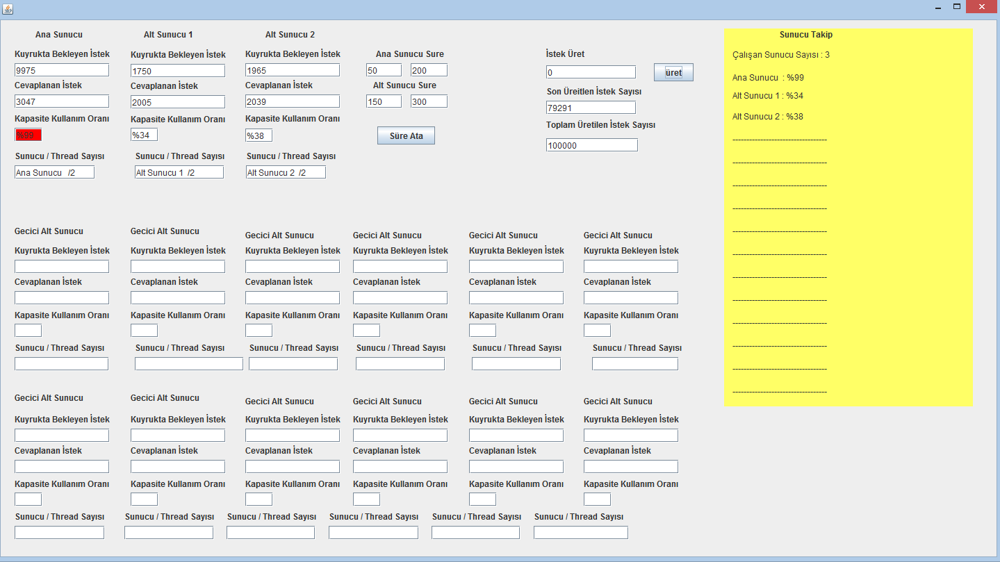 Ana Sunucu Alt Sunucu 1 Alt Sunucu 2 Sunucu Takip
Kuyrukta Bekleyen İstek Kuyrukta Bekleyen İstek Kuyrukta Bekleyen İstek Ana Sunucu Sure İstek Üret Çalışan Sunucu Sayısı : 3
9975 1750 1965 50 200 0 üret
Ana Sunucu : %99
Cevaplanan İstek Cevaplanan İstek Cevaplanan İstek Alt Sunucu Sure Son Üreitlen İstek Sayısı
3047 2005 2039 150 300 79291 Alt Sunucu 1 : %34
Kapasite Kullanım Oranı Kapasite Kullanım Oranı Kapasite Kullanım Oranı Toplam Üretilen İstek Sayısı Alt Sunucu 2 : %38
%99 %34 %38 Süre Ata
100000 ----------------------------------
Sunucu / Thread Sayısı Sunucu / Thread Sayısı Sunucu / Thread Sayısı
Ana Sunucu /2 Alt Sunucu 1 /2 Alt Sunucu 2 /2 ----------------------------------
----------------------------------
----------------------------------
Gecici Alt Sunucu Gecici Alt Sunucu Gecici Alt Sunucu Gecici Alt Sunucu Gecici Alt Sunucu Gecici Alt Sunucu ----------------------------------
Kuyrukta Bekleyen İstek Kuyrukta Bekleyen İstek Kuyrukta Bekleyen İstek Kuyrukta Bekleyen İstek Kuyrukta Bekleyen İstek Kuyrukta Bekleyen İstek ----------------------------------
Cevaplanan İstek Cevaplanan İstek Cevaplanan İstek Cevaplanan İstek Cevaplanan İstek Cevaplanan İstek ----------------------------------
----------------------------------
Kapasite Kullanım Oranı Kapasite Kullanım Oranı Kapasite Kullanım Oranı Kapasite Kullanım Oranı Kapasite Kullanım Oranı Kapasite Kullanım Oranı ----------------------------------
Sunucu / Thread Sayısı Sunucu / Thread Sayısı Sunucu / Thread Sayısı Sunucu / Thread Sayısı Sunucu / Thread Sayısı Sunucu / Thread Sayısı ----------------------------------
----------------------------------
----------------------------------
Gecici Alt Sunucu Gecici Alt Sunucu Gecici Alt Sunucu Gecici Alt Sunucu Gecici Alt Sunucu Gecici Alt Sunucu
Kuyrukta Bekleyen İstek Kuyrukta Bekleyen İstek Kuyrukta Bekleyen İstek Kuyrukta Bekleyen İstek Kuyrukta Bekleyen İstek Kuyrukta Bekleyen İstek
Cevaplanan İstek Cevaplanan İstek Cevaplanan İstek Cevaplanan İstek Cevaplanan İstek Cevaplanan İstek
Kapasite Kullanım Oranı Kapasite Kullanım Oranı Kapasite Kullanım Oranı Kapasite Kullanım Oranı Kapasite Kullanım Oranı Kapasite Kullanım Oranı
Sunucu / Thread Sayısı Sunucu / Thread Sayısı Sunucu / Thread Sayısı Sunucu / Thread Sayısı Sunucu / Thread Sayısı Sunucu / Thread Sayısı